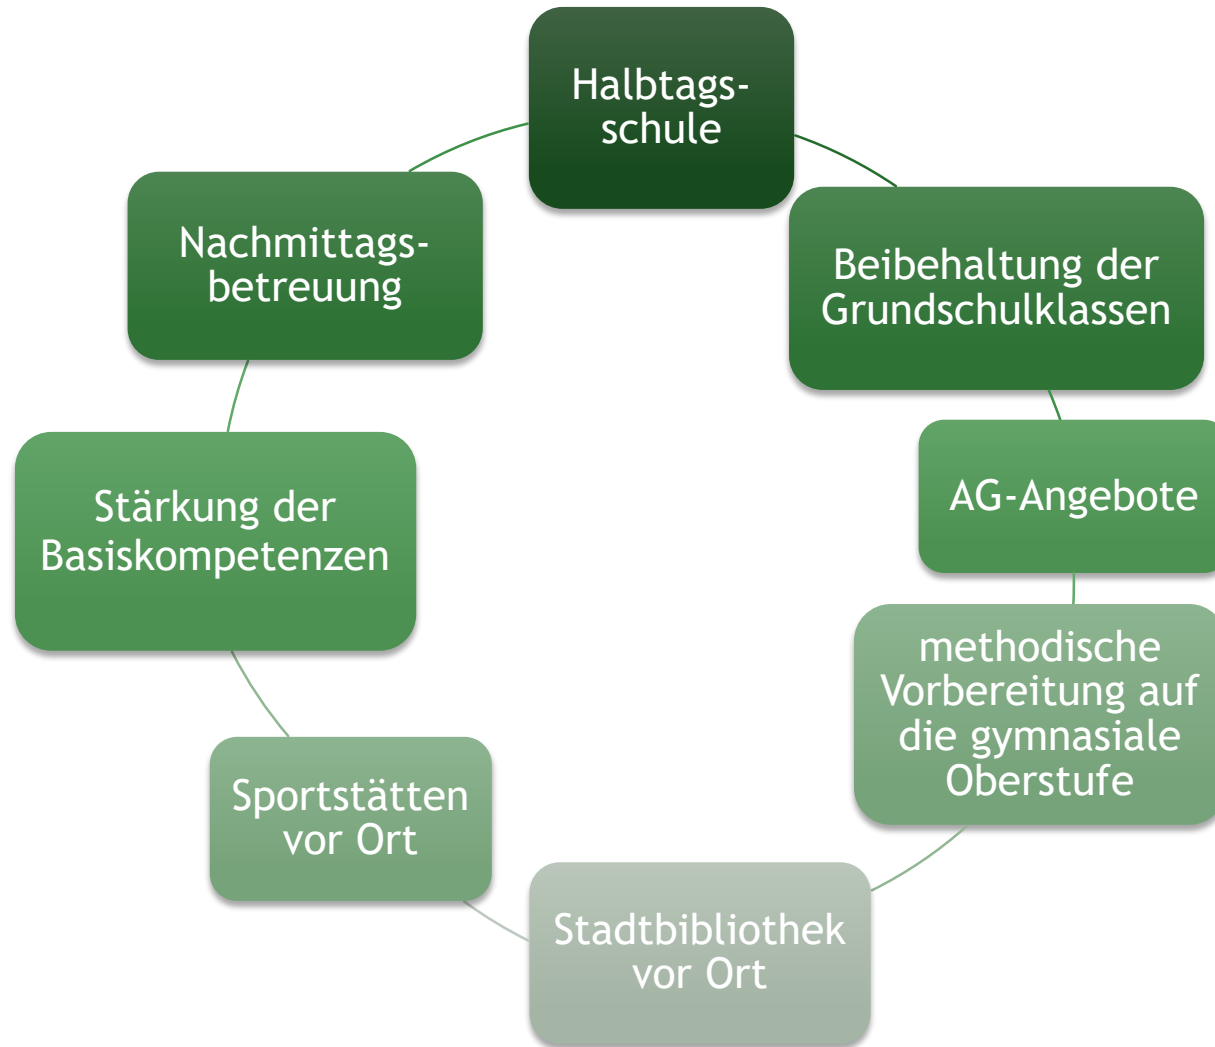 Halbtags-
schule
Beibehaltung der
Grundschulklassen
AG-Angebote
methodische
Vorbereitung auf
die gymnasiale
Oberstufe
Stadtbibliothek
vor Ort
Sportstätten
vor Ort
Stärkung der
Basiskompetenzen
Nachmittags-
betreuung